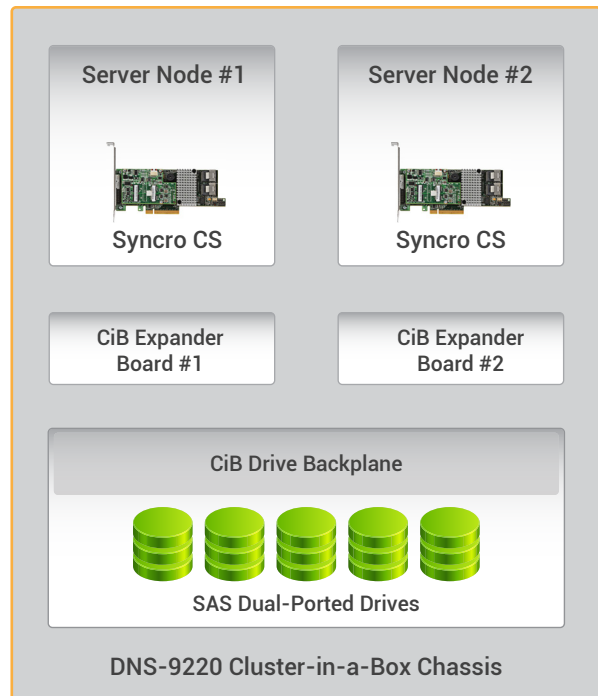 Server Node #1
Server Node #2
Syncro CS
Syncro CS
CiB Expander
Board #1
CiB Expander
Board #2
CiB Drive Backplane
SAS Dual-Ported Drives
DNS-9220 Cluster-in-a-Box Chassis